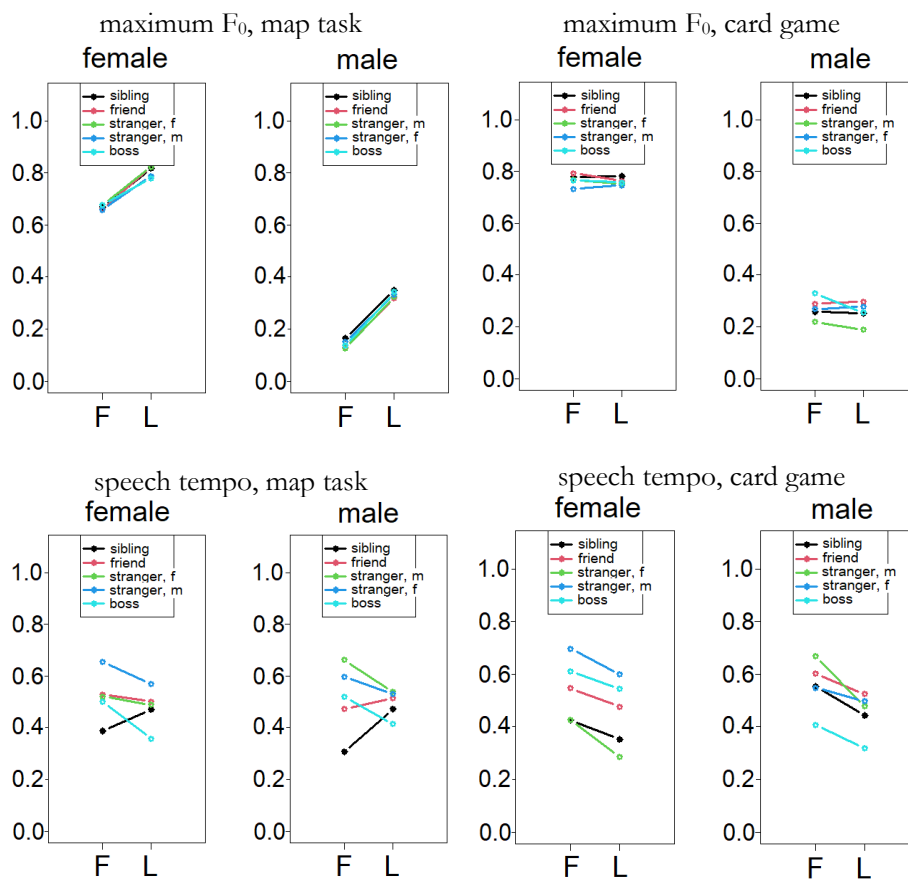 maximum F₀, map task
female
sibling
friend
stranger, f
stranger, m
boss
1.0
0.8
0.6
0.4
0.2
0.0
F L
male
sibling
friend
stranger, m
stranger, f
boss
1.0
0.8
0.6
0.4
0.2
0.0
F L
maximum F₀, card game
female
sibling
friend
stranger, f
stranger, m
boss
1.0
0.8
0.6
0.4
0.2
0.0
F L
male
sibling
friend
stranger, m
stranger, f
boss
1.0
0.8
0.6
0.4
0.2
0.0
F L
speech tempo, map task
female
sibling
friend
stranger, f
stranger, m
boss
1.0
0.8
0.6
0.4
0.2
0.0
F L
male
sibling
friend
stranger, m
stranger, f
boss
1.0
0.8
0.6
0.4
0.2
0.0
F L
speech tempo, card game
female
sibling
friend
stranger, f
stranger, m
boss
1.0
0.8
0.6
0.4
0.2
0.0
F L
male
sibling
friend
stranger, m
stranger, f
boss
1.0
0.8
0.6
0.4
0.2
0.0
F L